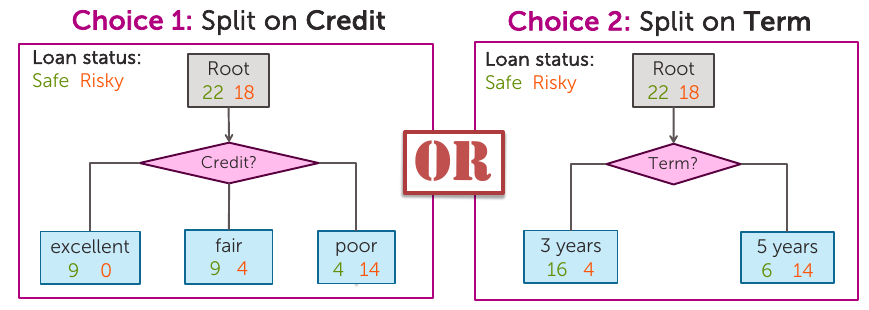 Choice 1: Split on Credit
Loan status:
Safe Risky
Root
22 18
Credit?
excellent
9 0
fair
9 4
poor
4 14
OR
Choice 2: Split on Term
Loan status:
Safe Risky
Root
22 18
Term?
3 years
16 4
5 years
6 14